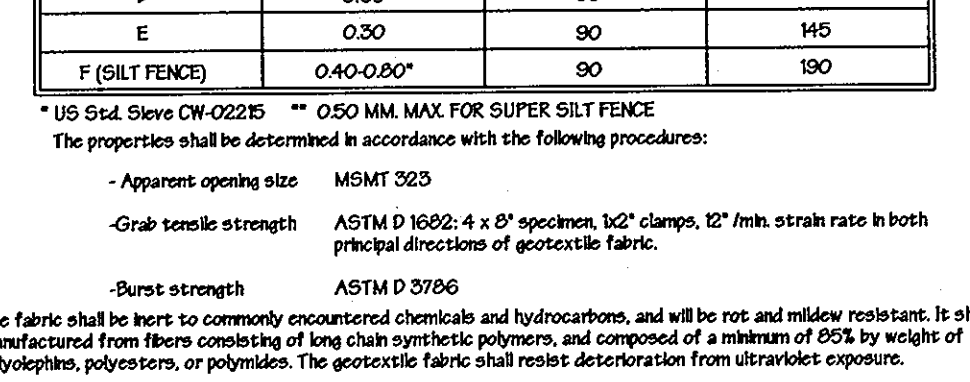 E 0.30 90 145
F (SILT FENCE) 0.40-0.80* 90 190
* US Std. Sieve CW-02215 ** 0.50 MM. MAX. FOR SUPER SILT FENCE
The properties shall be determined in accordance with the following procedures:
- Apparent opening size MSMT 323
-Grab tensile strength ASTM D 1682: 4 x 8" specimen, 1x2" clamps, 12" /min. strain rate in both
principal directions of geotextile fabric.
-Burst strength ASTM D 3786
fabric shall be inert to commonly encountered chemicals and hydrocarbons, and will be rot and mildew resistant. It
from fibers consisting of long chain synthetic polymers, and composed of a minimum of 85% by weight of
polyesters, or polymides. The geotextile fabric shall resist deterioration from ultraviolet exposure.